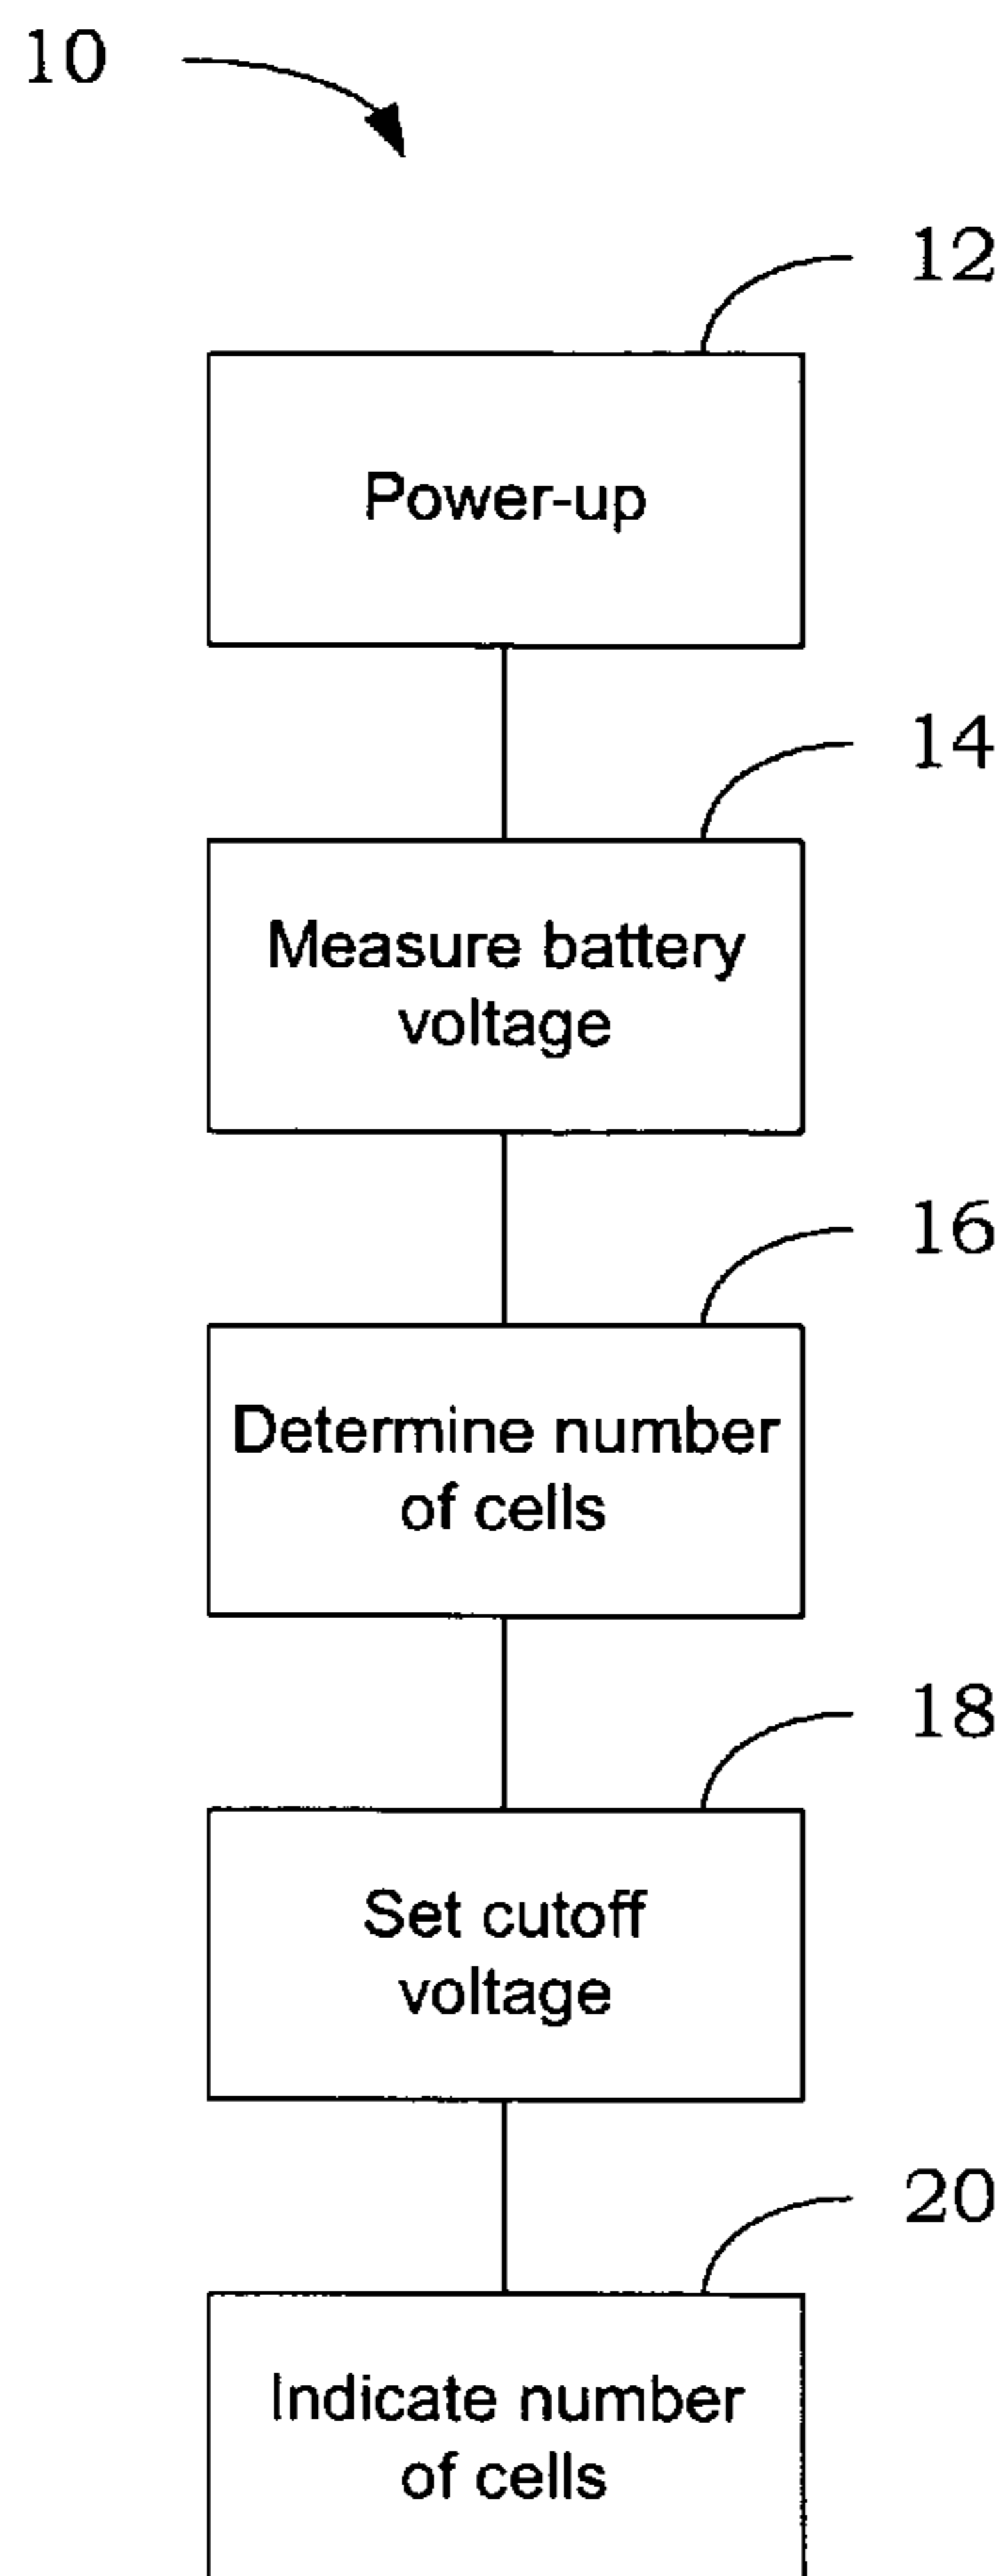 10
12
Power-up
14
Measure battery
voltage
16
Determine number
of cells
18
Set cutoff
voltage
20
Indicate number
of cells